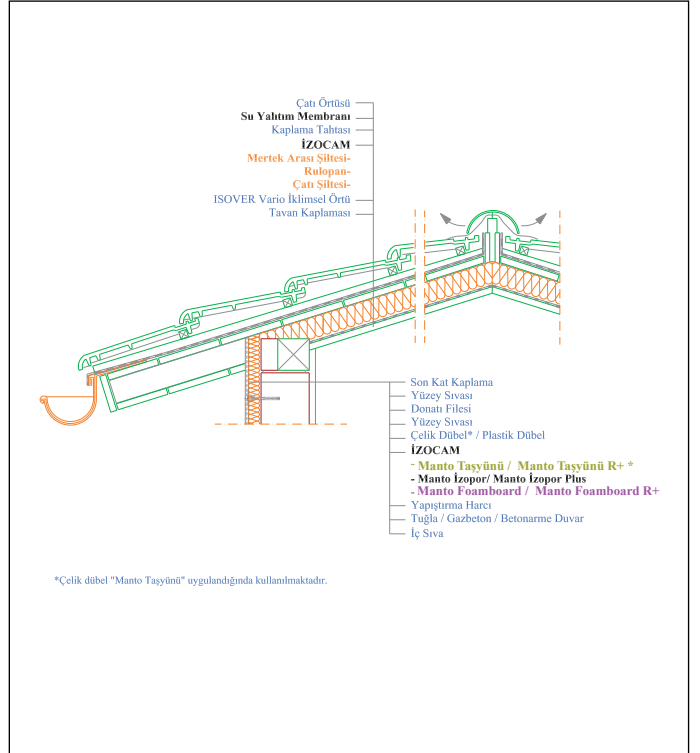 Çatı Örtüsü
Su Yalıtım Membranı
Kaplama Tahtası
İZOCAM
Mertek Arası Şiltesi-
Rulopan-
Çatı Şiltesi-
ISOVER Vario İklimsel Örtü
Tavan Kaplaması
Son Kat Kaplama
Yüzey Sıvası
Donatı Filesi
Yüzey Sıvası
Çelik Dübel* / Plastik Dübel
İZOCAM
- Manto Taşyünü / Manto Taşyünü R+ *
- Manto İzopor/ Manto İzopor Plus
- Manto Foamboard / Manto Foamboard R+
Yapıştırma Harcı
Tuğla / Gazbeton / Betonarme Duvar
İç Sıva
*Çelik dübel "Manto Taşyünü" uygulandığında kullanılmaktadır.